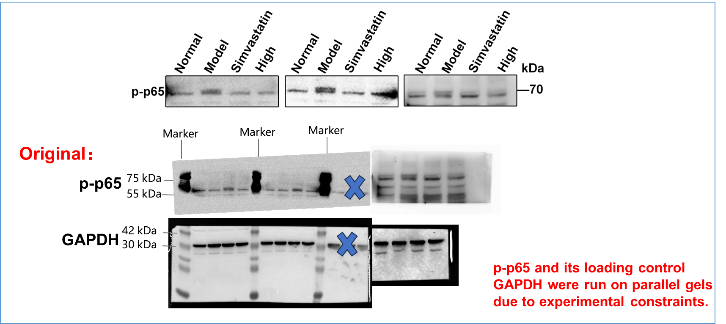 Normal Model Simvastatin High Normal Model Simvastatin High Normal Model Simvastatin High
kDa
p-p65 70
Marker Marker Marker
Original：
p-p65 75 kDa
55 kDa
GAPDH 42 kDa
30 kDa
p-p65 and its loading control
GAPDH were run on parallel gels
due to experimental constraints.